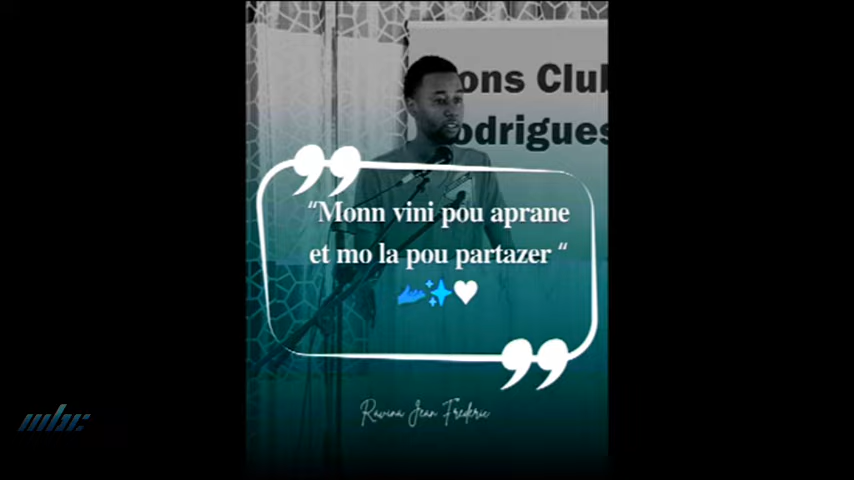 ons Club
odrigues
“Monn vini pou aprane
et mo la pou partazer “
Ravina Jean Frederic
mbc